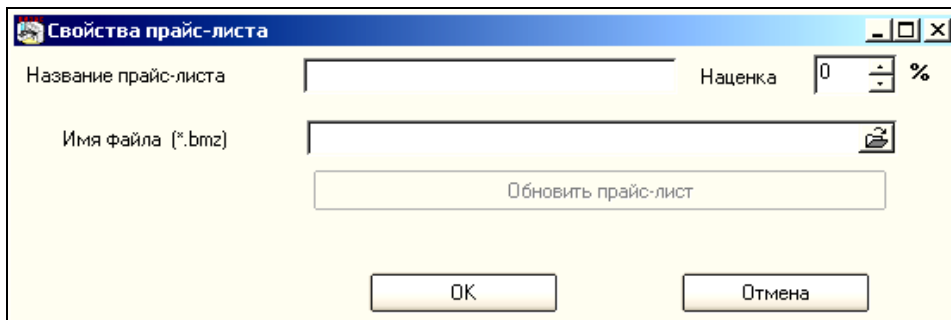 Свойства прайс-листа
Название прайс-листа Наценка 0 %
Имя файла (*.bmz)
Обновить прайс-лист
OK Отмена